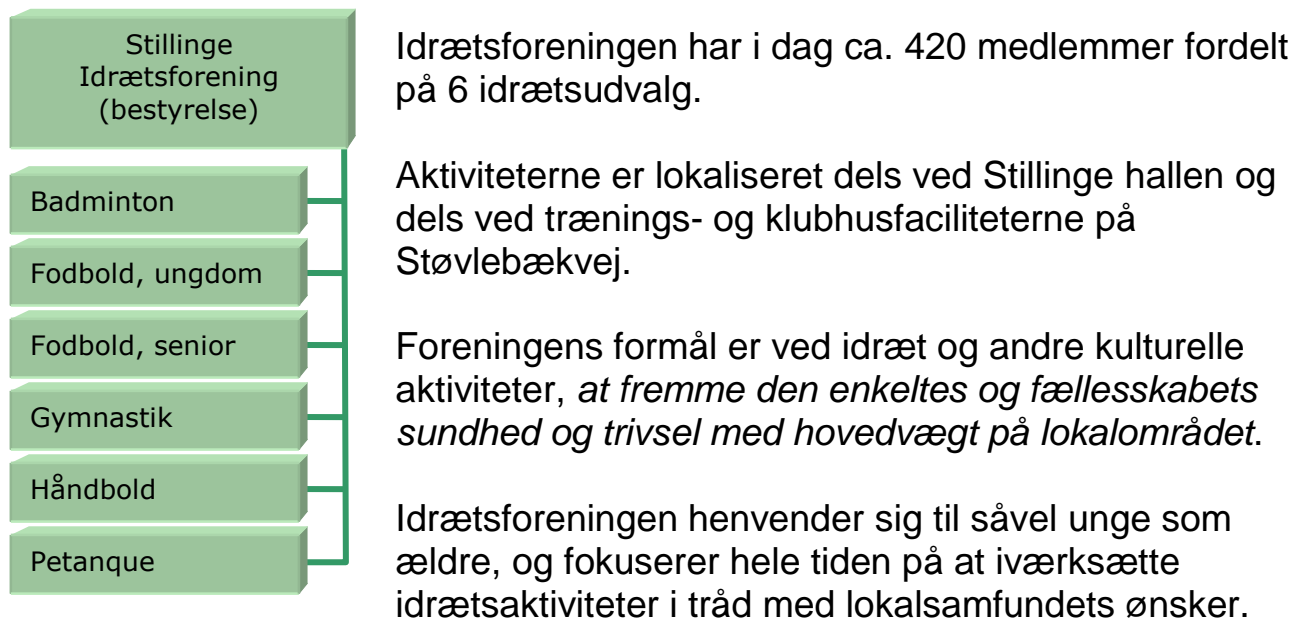 Stillinge
Idrætsforening
(bestyrelse)
Badminton
Fodbold, ungdom
Fodbold, senior
Gymnastik
Håndbold
Petanque
Idrætsforeningen har i dag ca. 420 medlemmer fordelt
på 6 idrætsudvalg.
Aktiviteterne er lokaliseret dels ved Stillinge hallen og
dels ved trænings- og klubhusfaciliteterne på
Støvlebækvej.
Foreningens formål er ved idræt og andre kulturelle
aktiviteter, at fremme den enkeltes og fællesskabets
sundhed og trivsel med hovedvægt på lokalområdet.
Idrætsforeningen henvender sig til såvel unge som
ældre, og fokuserer hele tiden på at iværksætte
idrætsaktiviteter i tråd med lokalsamfundets ønsker.